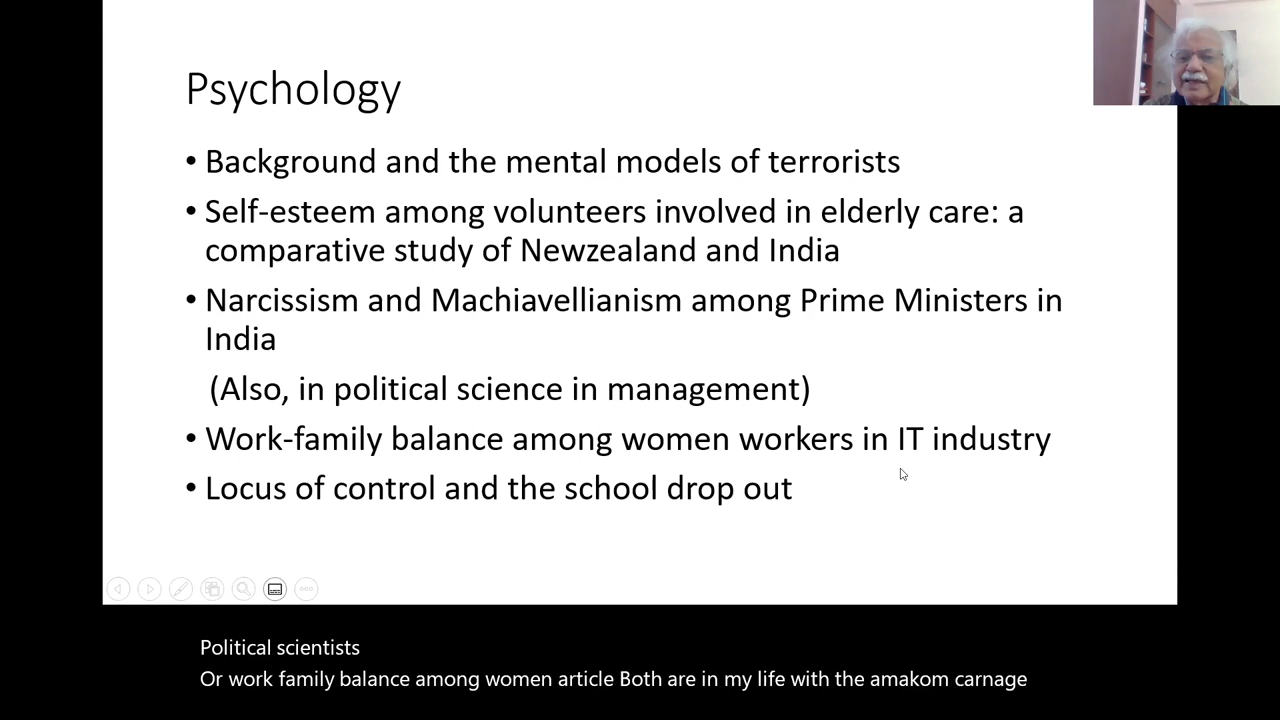 Psychology
• Background and the mental models of terrorists
• Self-esteem among volunteers involved in elderly care: a
comparative study of Newzealand and India
• Narcissism and Machiavellianism among Prime Ministers in
India
(Also, in political science in management)
• Work-family balance among women workers in IT industry
• Locus of control and the school drop out
Political scientists
Or work family balance among women article Both are in my life with the amakom carnage